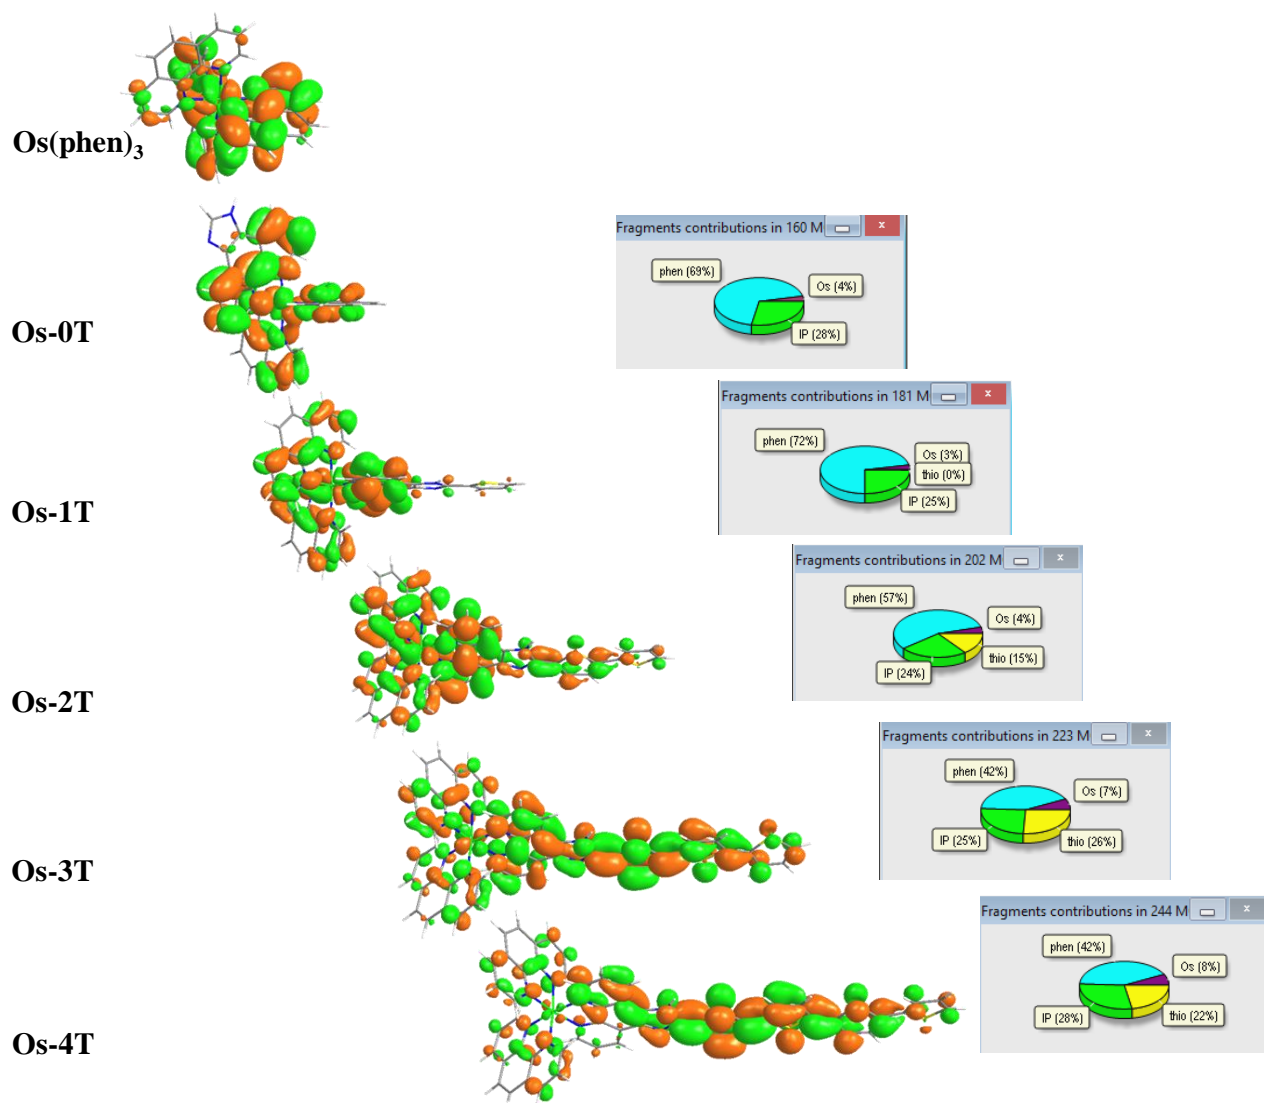 Os(phen)3
Os-0T
Fragments contributions in 160 M
x
phen (69%)
Os (4%)
IP (28%)
Os-1T
Fragments contributions in 181 M
x
phen (72%)
Os (3%)
thio (0%)
IP (25%)
Os-2T
Fragments contributions in 202 M
x
phen (57%)
Os (4%)
thio (15%)
IP (24%)
Os-3T
Fragments contributions in 223 M
x
phen (42%)
Os (7%)
IP (25%)
thio (26%)
Os-4T
Fragments contributions in 244 M
x
phen (42%)
Os (8%)
IP (28%)
thio (22%)